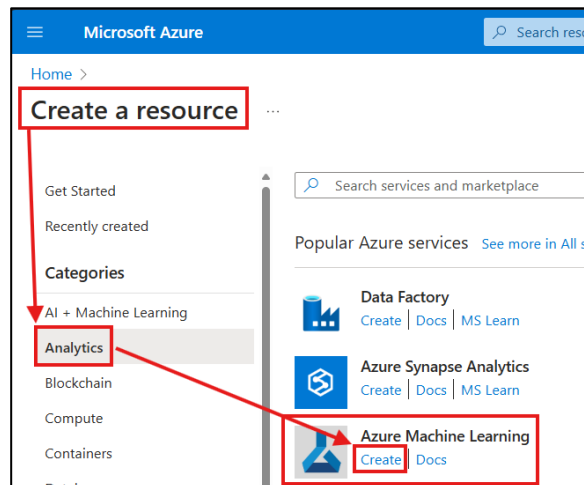 Microsoft Azure
Search reso
Home >
Create a resource ...
Get Started
Recently created
Categories
AI + Machine Learning
Analytics
Blockchain
Compute
Containers
Search services and marketplace
Popular Azure services See more in All s
Data Factory
Create | Docs | MS Learn
Azure Synapse Analytics
Create | Docs | MS Learn
Azure Machine Learning
Create | Docs